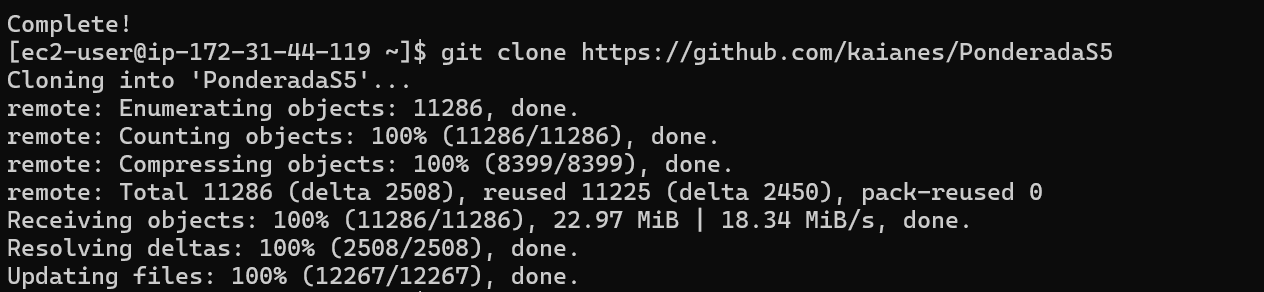 Complete!
[ec2-user@ip-172-31-44-119 ~]$ git clone https://github.com/kaianes/PonderadaS5
Cloning into 'PonderadaS5'...
remote: Enumerating objects: 11286, done.
remote: Counting objects: 100% (11286/11286), done.
remote: Compressing objects: 100% (8399/8399), done.
remote: Total 11286 (delta 2508), reused 11225 (delta 2450), pack-reused 0
Receiving objects: 100% (11286/11286), 22.97 MiB | 18.34 MiB/s, done.
Resolving deltas: 100% (2508/2508), done.
Updating files: 100% (12267/12267), done.